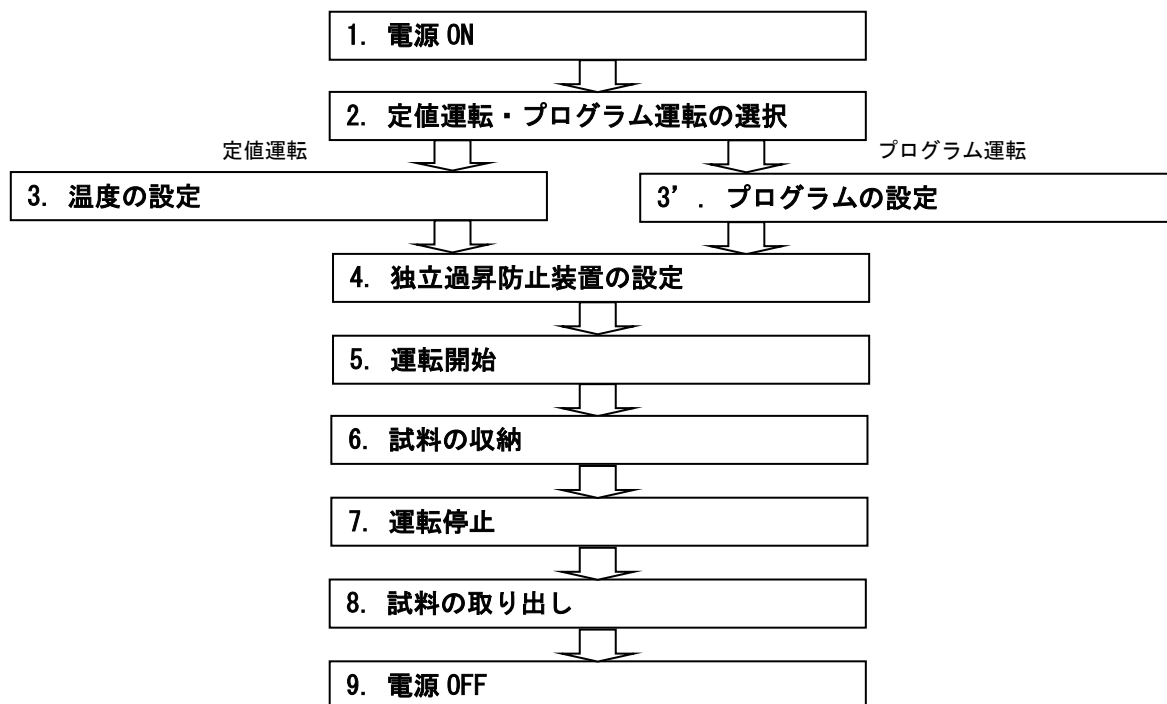 1. 電源 ON
2. 定値運転・プログラム運転の選択
定値運転
プログラム運転
3. 温度の設定
3’. プログラムの設定
4. 独立過昇防止装置の設定
5. 運転開始
6. 試料の収納
7. 運転停止
8. 試料の取り出し
9. 電源 OFF